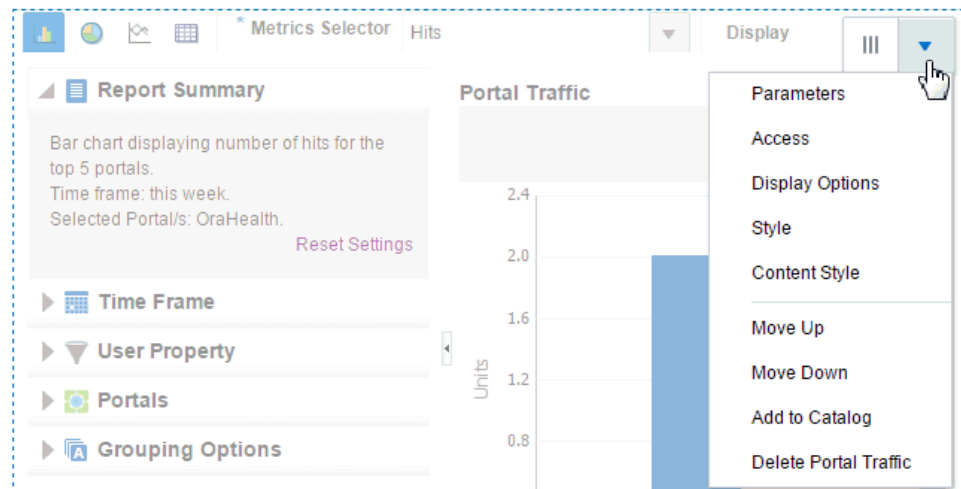 * Metrics Selector Hits Display
Report Summary
Bar chart displaying number of hits for the
top 5 portals.
Time frame: this week.
Selected Portal/s: OraHealth.
Reset Settings
Time Frame
User Property
Portals
Grouping Options
Portal Traffic
2.4
2.0
1.6
1.2
0.8
Units
Parameters
Access
Display Options
Style
Content Style
Move Up
Move Down
Add to Catalog
Delete Portal Traffic